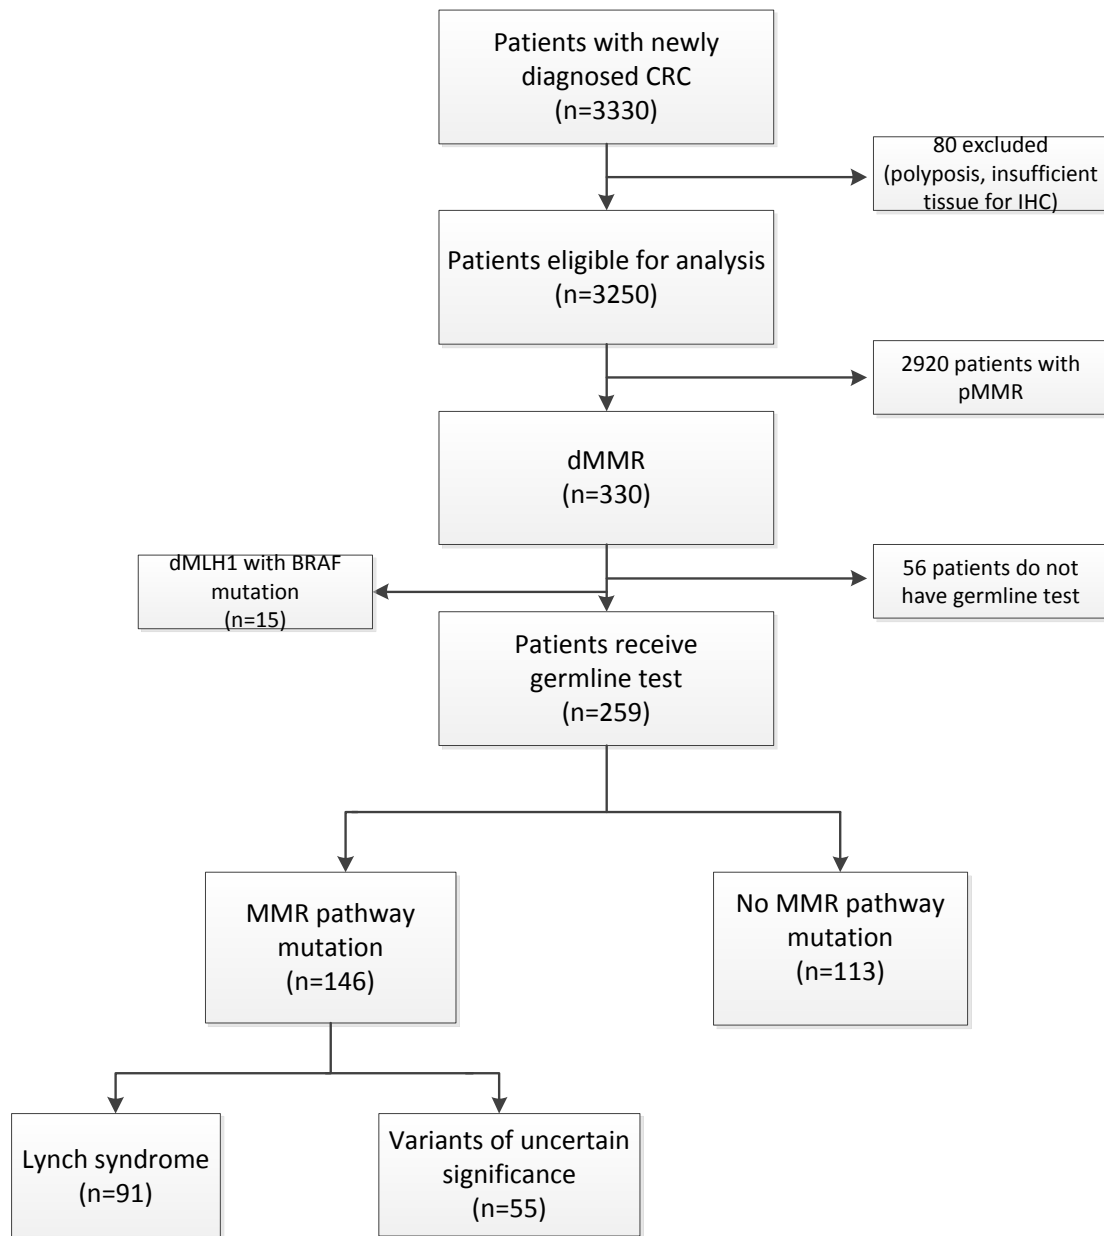 Patients with newly
diagnosed CRC
(n=3330)
80 excluded
(polyposis, insufficient
tissue for IHC)
Patients eligible for analysis
(n=3250)
2920 patients with
pMMR
dMMR
(n=330)
dMLH1 with BRAF
mutation
(n=15)
56 patients do not
have germline test
Patients receive
germline test
(n=259)
MMR pathway
mutation
(n=146)
No MMR pathway
mutation
(n=113)
Lynch syndrome
(n=91)
Variants of uncertain
significance
(n=55)